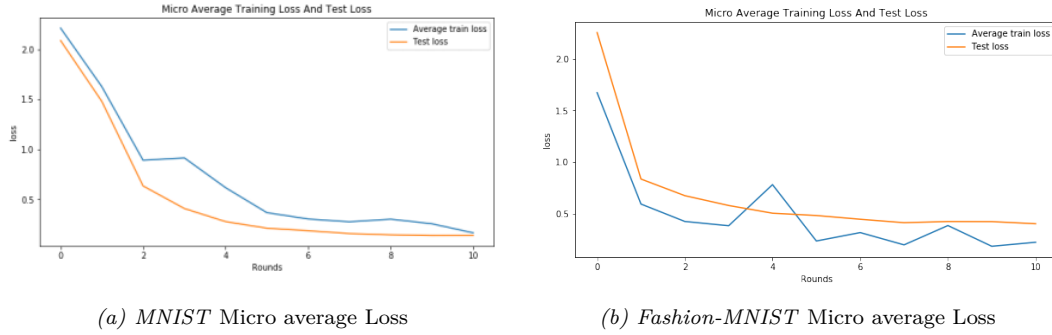 Micro Average Training Loss And Test Loss
Average train loss
Test loss
2.0
1.5
1.0
0.5
loss
0 2 4 6 8 10
Rounds
(a) MNIST Micro average Loss
Micro Average Training Loss And Test Loss
Average train loss
Test loss
2.0
1.5
1.0
0.5
loss
0 2 4 6 8 10
Rounds
(b) Fashion-MNIST Micro average Loss